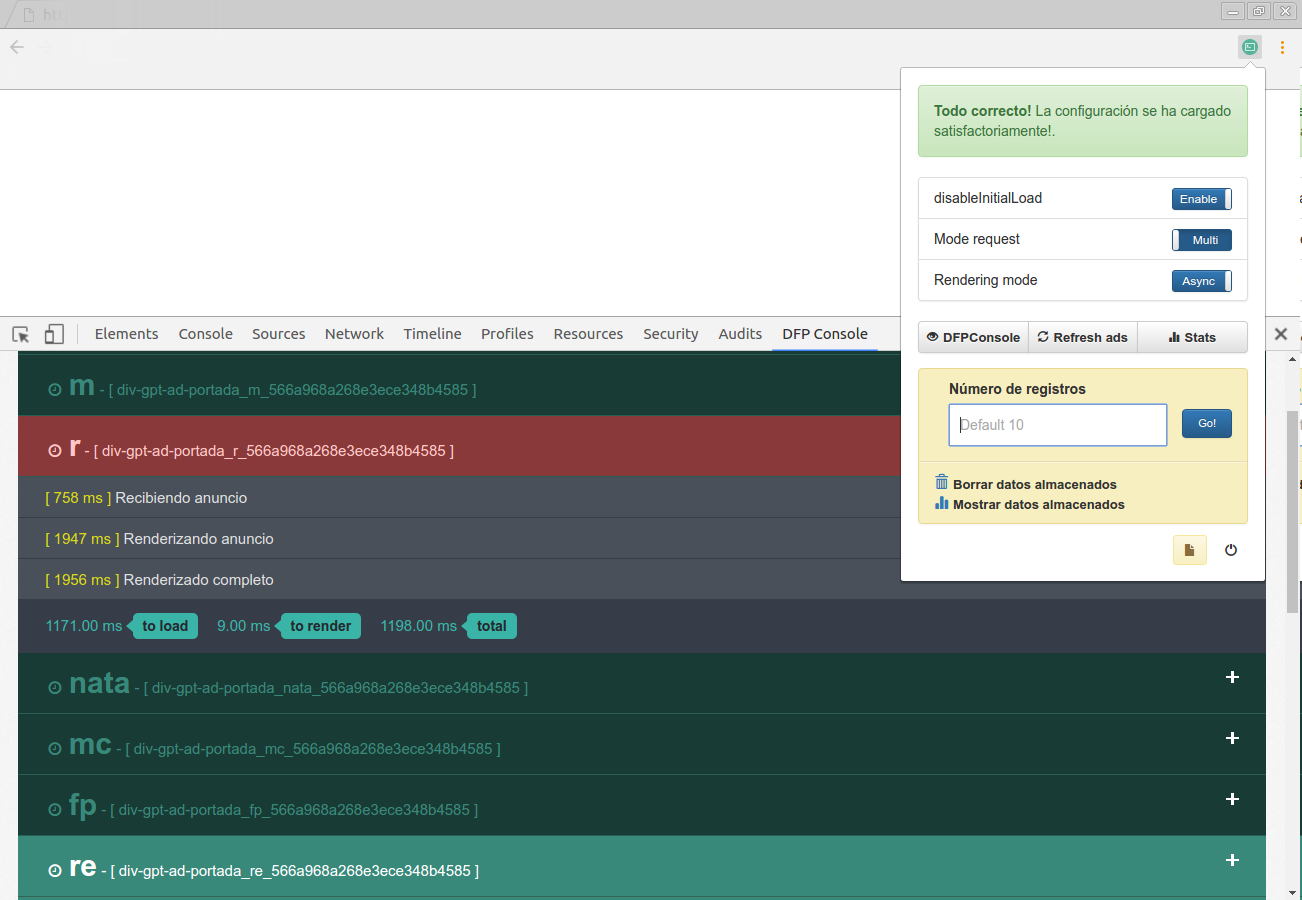 Todo correcto! La configuración se ha cargado
satisfactoriamente!.
disableInitialLoad Enable
Mode request Multi
Rendering mode Async
DFPConsole Refresh ads Stats
Número de registros
Default 10 Go!
Borrar datos almacenados
Mostrar datos almacenados
Elements Console Sources Network Timeline Profiles Resources Security Audits DFP Console
m - [ div-gpt-ad-portada_m_566a968a268e3ece348b4585 ]
r - [ div-gpt-ad-portada_r_566a968a268e3ece348b4585 ]
[ 758 ms ] Recibiendo anuncio
[ 1947 ms ] Renderizando anuncio
[ 1956 ms ] Renderizado completo
1171.00 ms to load 9.00 ms to render 1198.00 ms total
nata - [ div-gpt-ad-portada_nata_566a968a268e3ece348b4585 ] +
mc - [ div-gpt-ad-portada_mc_566a968a268e3ece348b4585 ] +
fp - [ div-gpt-ad-portada_fp_566a968a268e3ece348b4585 ] +
re - [ div-gpt-ad-portada_re_566a968a268e3ece348b4585 ] +